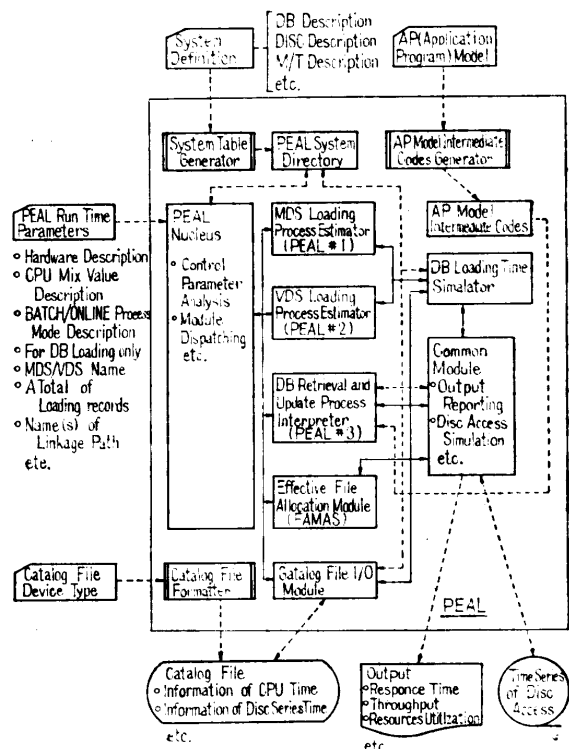 System
Definition
DB Description
DISC Description
M/T Description
etc.
AP(Application
Program) Model
System Table
Generator
PEAL System
Directory
AP Model Intermediate
Codes Generator
PEAL Run Time
Parameters
Hardware Description
CPU Mix Value
Description
BATCH/ONLINE Process
Mode Description
For DB Loading only
MDS/VDS Name
A Total of
Loading records
Name(s) of
Linkage Path
etc.
PEAL
Nucleus
Control
Parameter
Analysis
Module
Dispatching
etc.
MDS Loading
Process Estimator
(PEAL #1)
VDS Loading
Process Estimator
(PEAL #2)
DB Retrieval and
Update Process
Interpreter
(PEAL #3)
Effective File
Allocation Module
(FAMAS)
AP Model
Intermediate Codes
DB Loading Time
Simalator
Common
Module
Output
Reporting
Disc Access
Simulation
etc.
Catalog File
Device Type
Catalog File
Formatter
Catalog File I/O
Module
PEAL
Catalog File
Information of CPU Time
Information of Disc Series Time
etc.
Output
Responce Time
Throughput
Resources Utilization
etc
Time Series
of Disc
Access